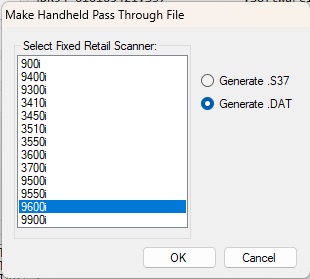 Make Handheld Pass Through File
Select Fixed Retail Scanner:
900i
9400i
9300i
3410i
3450i
3510i
3550i
3600i
3700i
9500i
9550i
9600i
9900i
Generate .S37
Generate .DAT
OK
Cancel